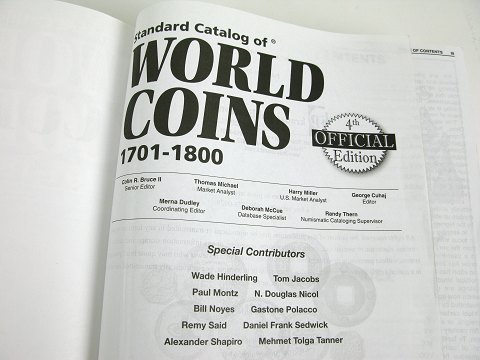 Standard Catalog of ®
WORLD
COINS
1701-1800
4th
OFFICIAL
Edition
Colin R. Bruce II
Senior Editor
Thomas Michael
Market Analyst
Harry Miller
U.S. Market Analyst
George Cuhaj
Editor
Merna Dudley
Coordinating Editor
Deborah McCue
Database Specialist
Randy Thern
Numismatic Cataloging Supervisor
Special Contributors
Wade Hinderling Tom Jacobs
Paul Montz N. Douglas Nicol
Bill Noyes Gastone Polacco
Remy Said Daniel Frank Sedwick
Alexander Shapiro Mehmet Tolga Tanner
OF CONTENTS